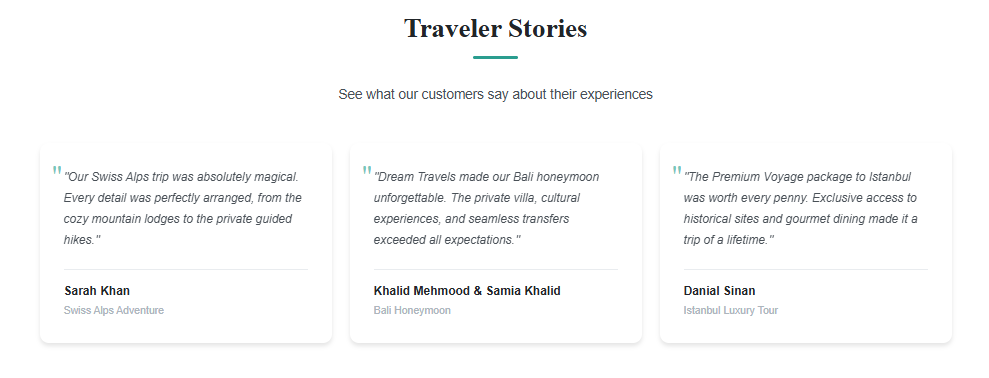 Traveler Stories
See what our customers say about their experiences
" "Our Swiss Alps trip was absolutely magical.
Every detail was perfectly arranged, from the
cozy mountain lodges to the private guided
hikes."
Sarah Khan
Swiss Alps Adventure
" "Dream Travels made our Bali honeymoon
unforgettable. The private villa, cultural
experiences, and seamless transfers
exceeded all expectations."
Khalid Mehmood & Samia Khalid
Bali Honeymoon
" "The Premium Voyage package to Istanbul
was worth every penny. Exclusive access to
historical sites and gourmet dining made it a
trip of a lifetime."
Danial Sinan
Istanbul Luxury Tour